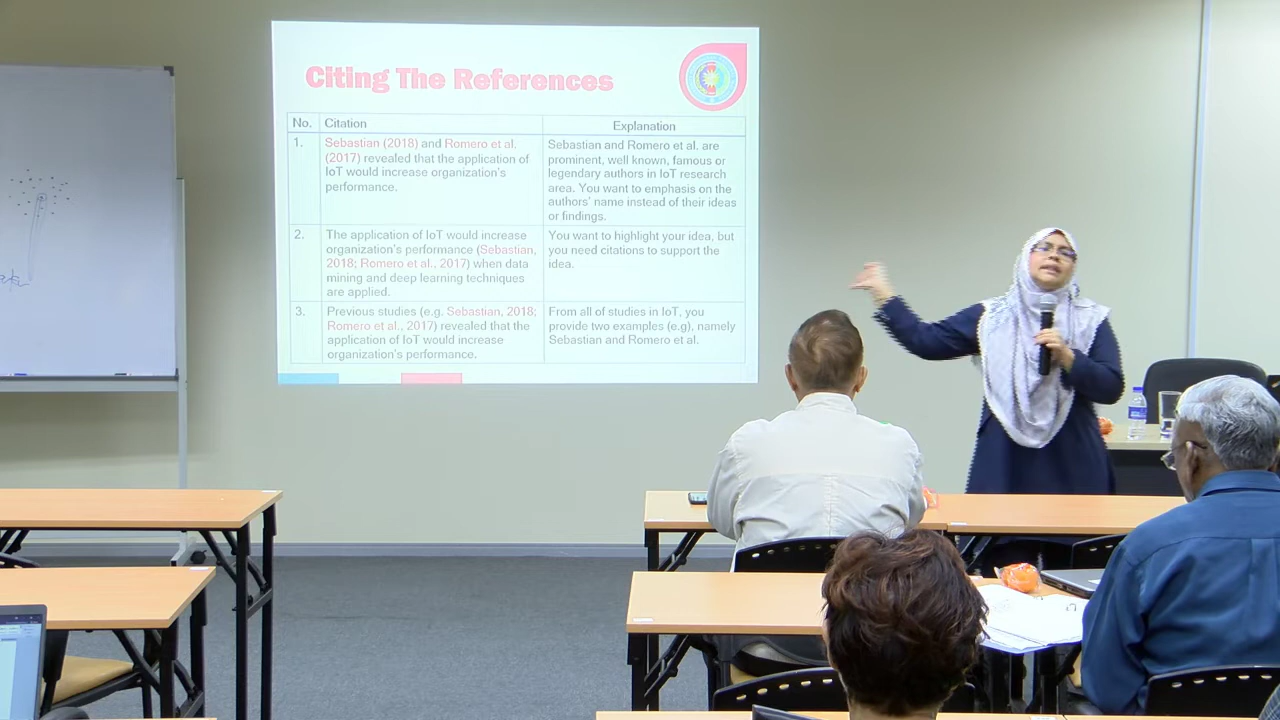 Citing The References
No. Citation Explanation
1. Sebastian (2018) and Romero et al.
(2017) revealed that the application of
IoT would increase organization's
performance.
Sebastian and Romero et al. are
prominent, well known, famous or
legendary authors in IoT research
area. You want to emphasis on the
authors' name instead of their ideas
or findings.
2. The application of IoT would increase
organization's performance (Sebastian,
2018; Romero et al., 2017) when data
mining and deep learning techniques
are applied.
You want to highlight your idea, but
you need citations to support the
idea.
3. Previous studies (e.g. Sebastian, 2018;
Romero et al., 2017) revealed that the
application of IoT would increase
organization's performance.
From all of studies in IoT, you
provide two examples (e.g), namely
Sebastian and Romero et al.